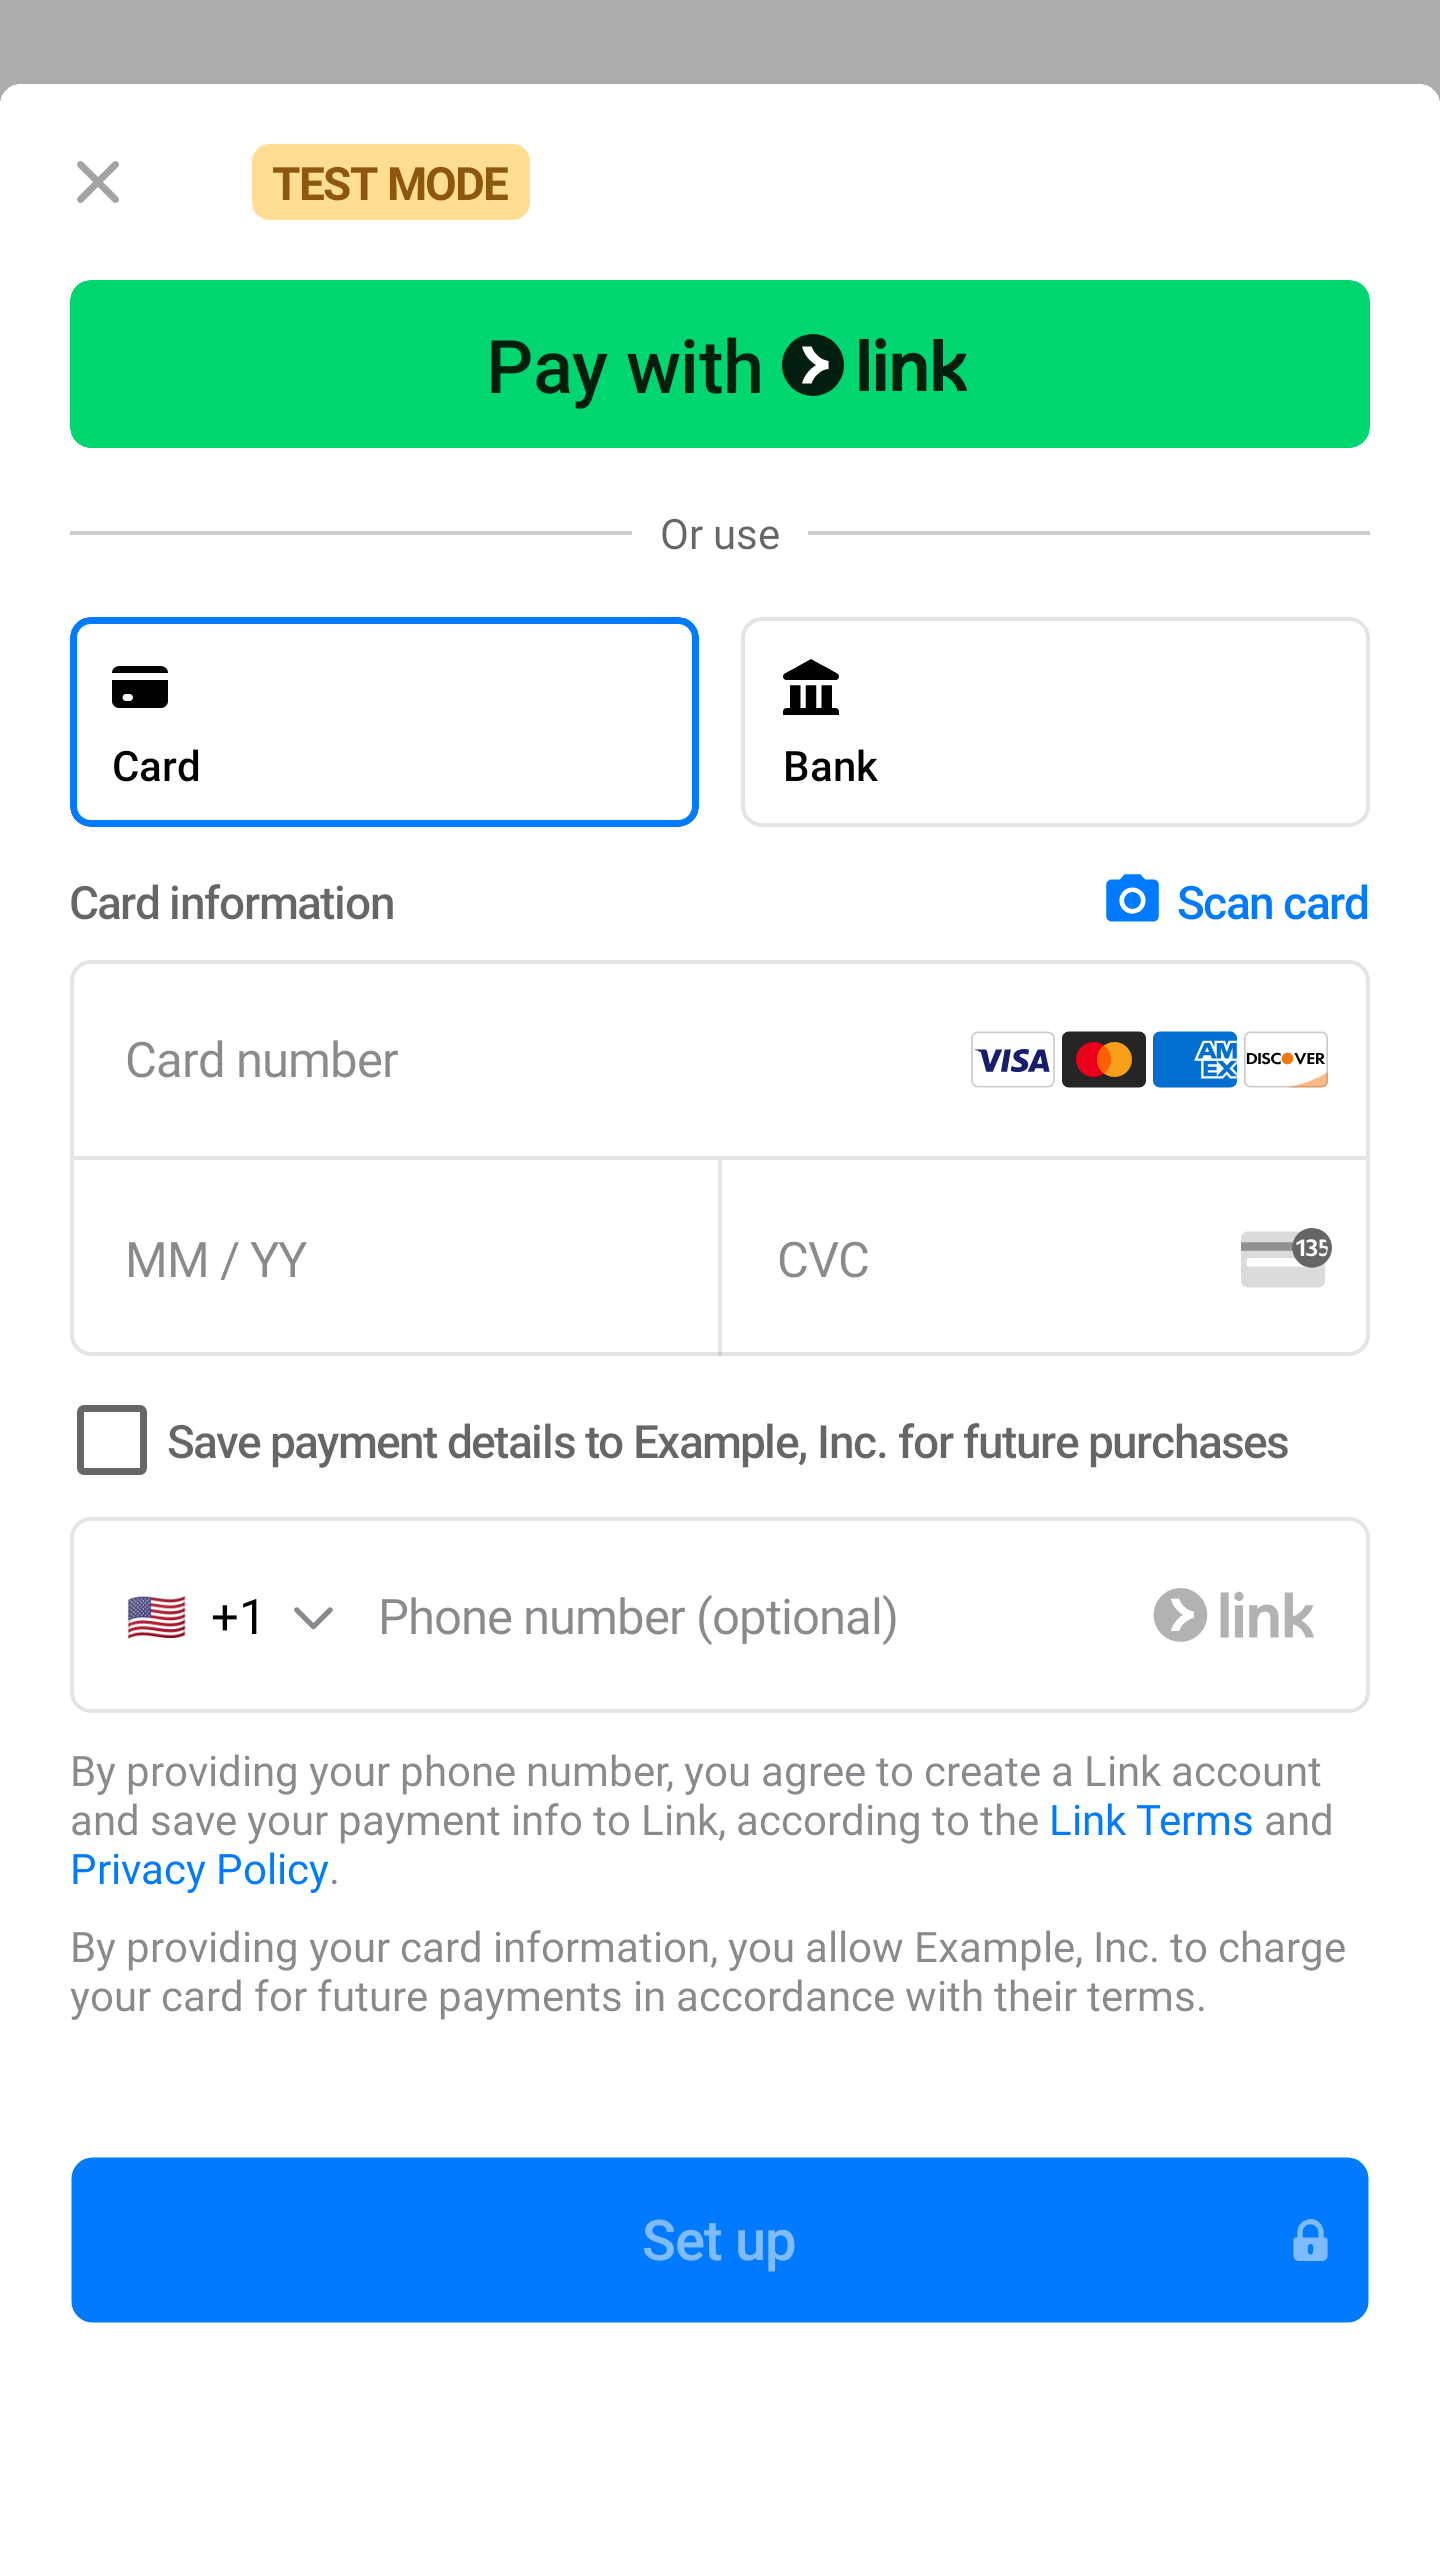 TEST MODE
Pay with link
Or use
Card
Bank
Card information
Scan card
Card number
VISA
AM
EX
DISCOVER
MM / YY
CVC
135
Save payment details to Example, Inc. for future purchases
+1
Phone number (optional)
link
By providing your phone number, you agree to create a Link account
and save your payment info to Link, according to the Link Terms and
Privacy Policy.
By providing your card information, you allow Example, Inc. to charge
your card for future payments in accordance with their terms.
Set up